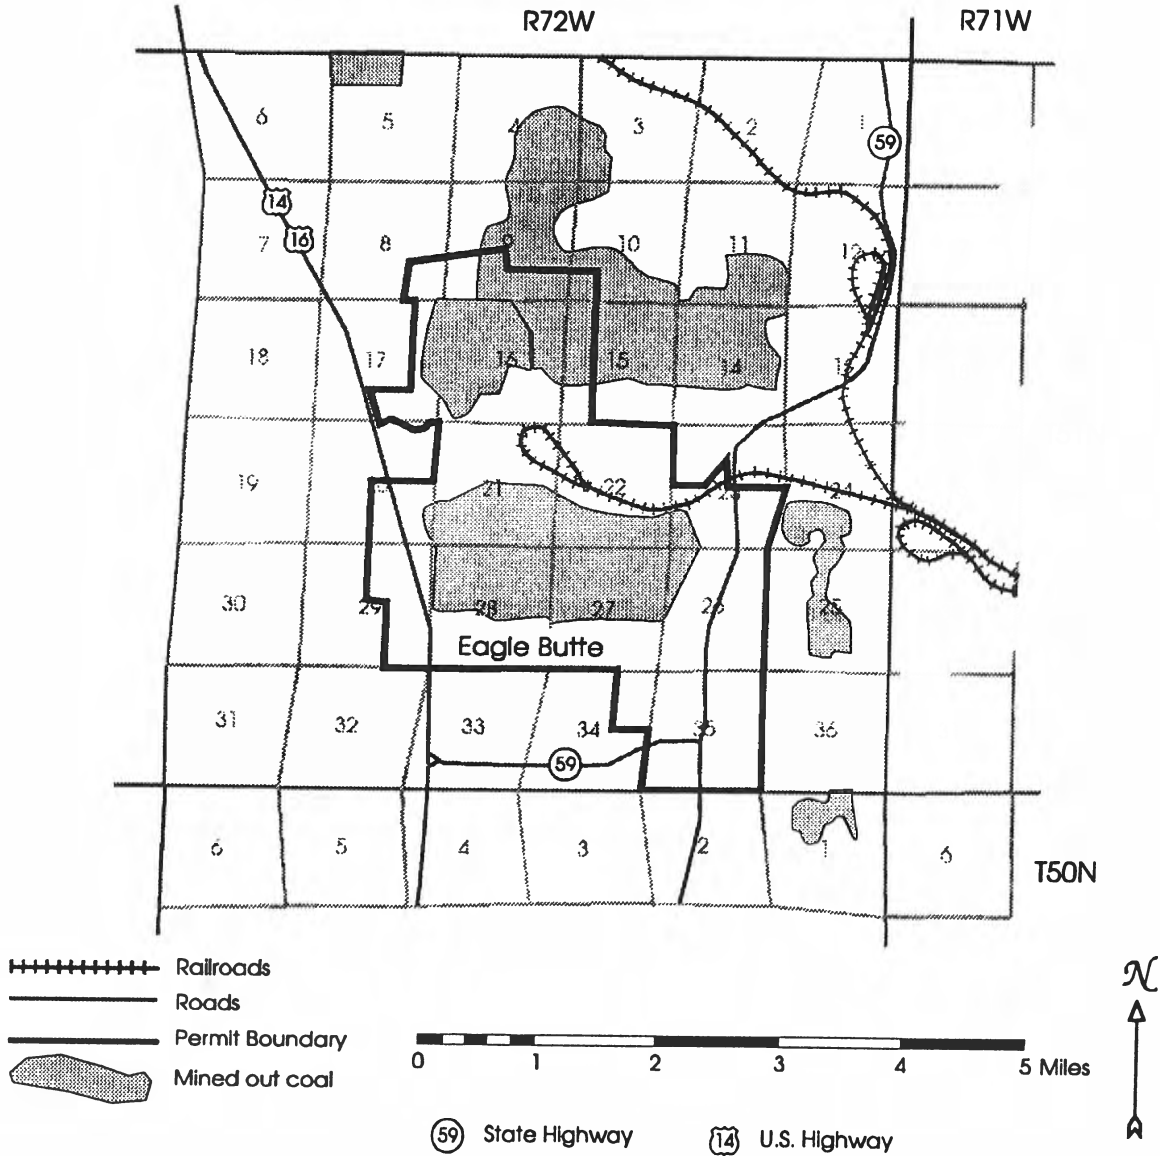 R72W R71W
6 5 4 3 2 1
59
14
16
7 8 9 10 11 12
18 17 16 15 14
19 21 22 23 24
30 29 28 27 26 25
Eagle Butte
31 32 33 34 35 36
59
6 5 4 3 2 1 6
T50N
Railroads
Roads
Permit Boundary
Mined out coal
0 1 2 3 4 5 Miles
N
59 State Highway 14 U.S. Highway